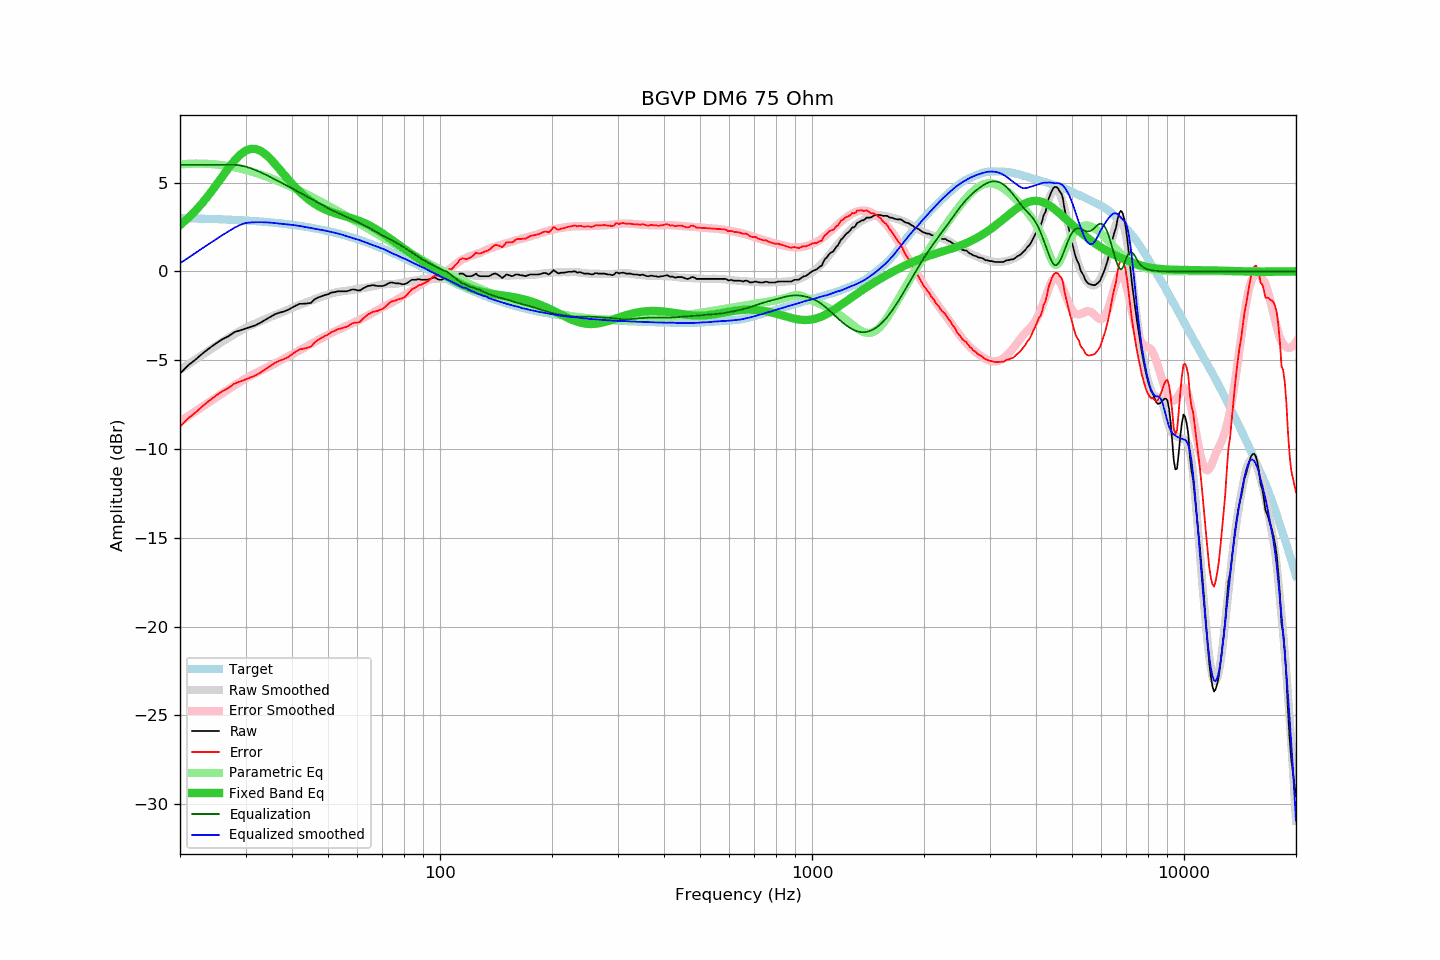 BGVP DM6 75 Ohm
Amplitude (dBr)
5
0
−5
−10
−15
−20
−25
−30
Target
Raw Smoothed
Error Smoothed
Raw
Error
Parametric Eq
Fixed Band Eq
Equalization
Equalized smoothed
100
1000
10000
Frequency (Hz)